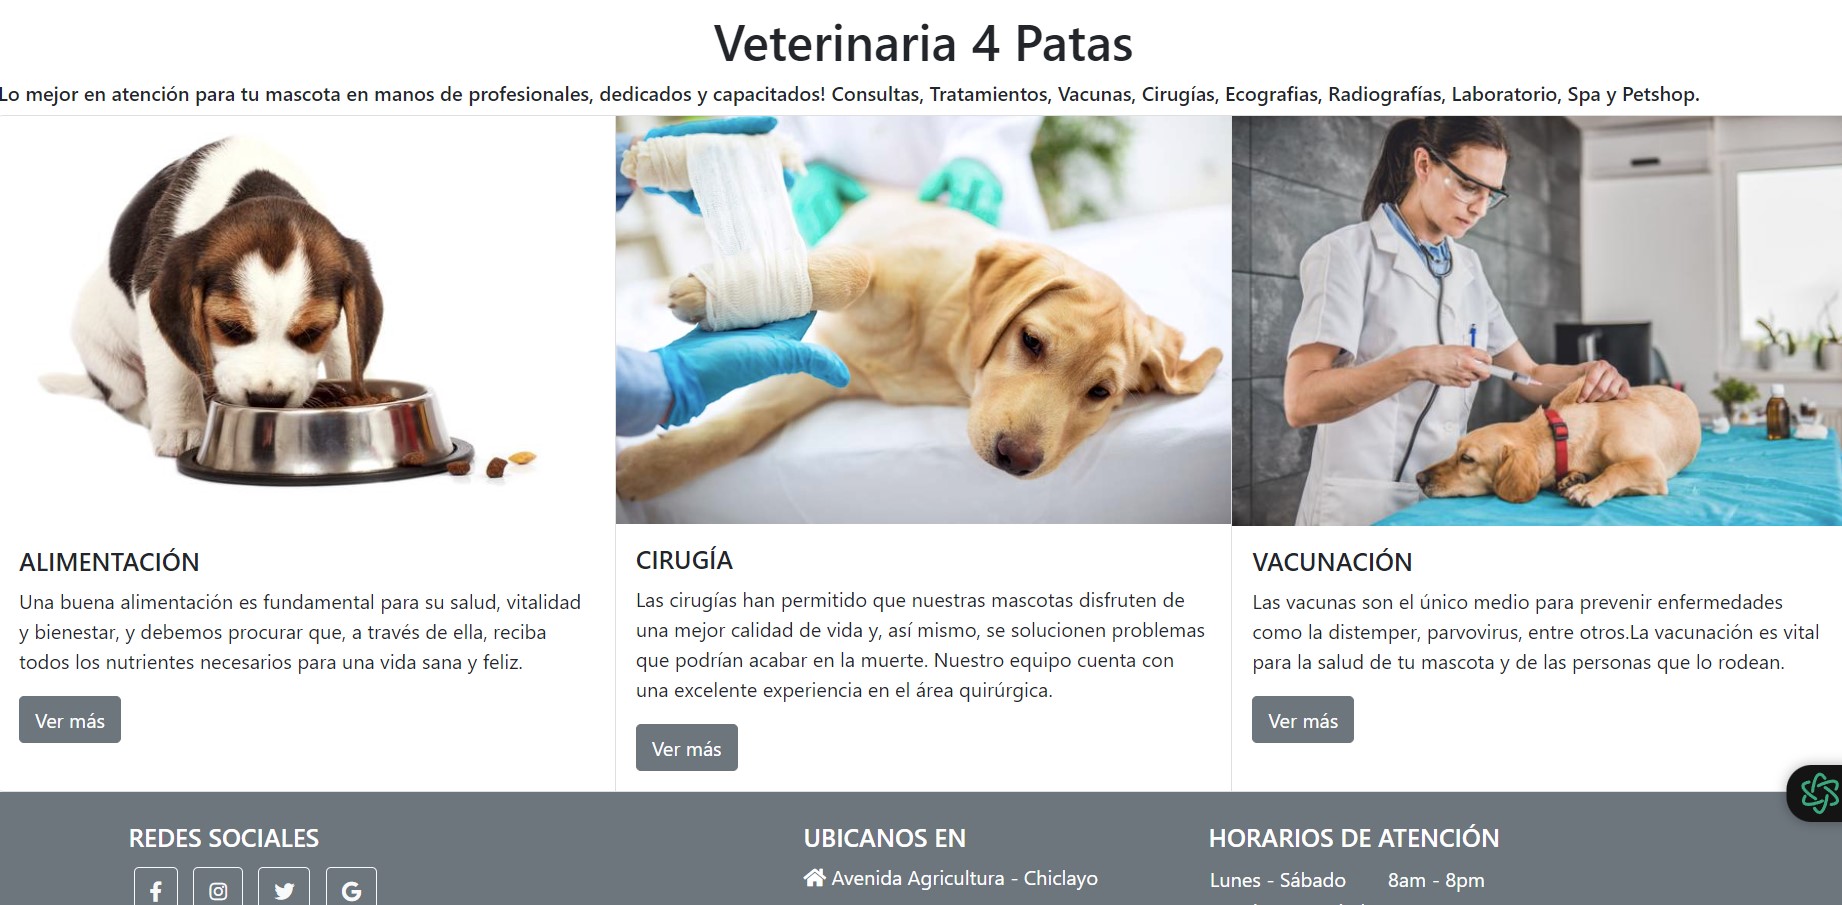 Veterinaria 4 Patas
Lo mejor en atención para tu mascota en manos de profesionales, dedicados y capacitados! Consultas, Tratamientos, Vacunas, Cirugías, Ecografias, Radiografías, Laboratorio, Spa y Petshop.
ALIMENTACIÓN
Una buena alimentación es fundamental para su salud, vitalidad
y bienestar, y debemos procurar que, a través de ella, reciba
todos los nutrientes necesarios para una vida sana y feliz.
Ver más
CIRUGÍA
Las cirugías han permitido que nuestras mascotas disfruten de
una mejor calidad de vida y, así mismo, se solucionen problemas
que podrían acabar en la muerte. Nuestro equipo cuenta con
una excelente experiencia en el área quirúrgica.
Ver más
VACUNACIÓN
Las vacunas son el único medio para prevenir enfermedades
como la distemper, parvovirus, entre otros.La vacunación es vital
para la salud de tu mascota y de las personas que lo rodean.
Ver más
REDES SOCIALES
UBICANOS EN
Avenida Agricultura - Chiclayo
HORARIOS DE ATENCIÓN
Lunes - Sábado 8am - 8pm